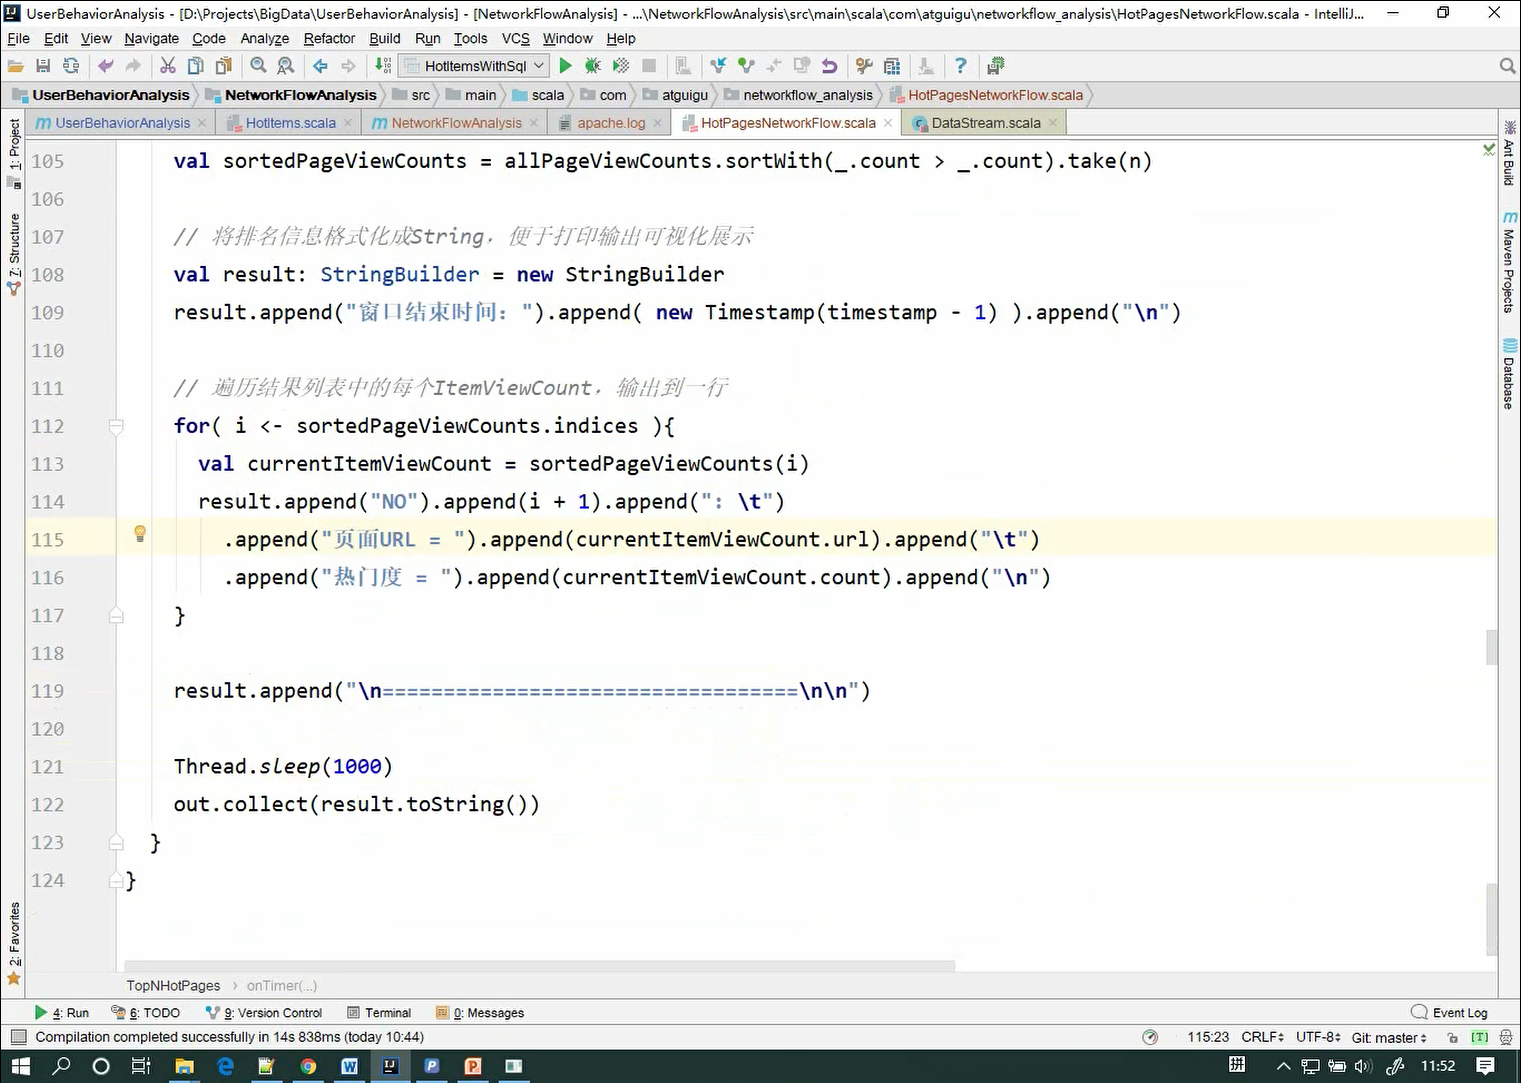 UserBehaviorAnalysis - [D:\Projects\BigData\UserBehaviorAnalysis] - [NetworkFlowAnalysis] - ...\NetworkFlowAnalysis\src\main\scala\com\atguigu\networkflow_analysis\HotPagesNetworkFlow.scala - IntelliJ...
File Edit View Navigate Code Analyze Refactor Build Run Tools VCS Window Help
HotItemsWithSql
UserBehaviorAnalysis NetworkFlowAnalysis src main scala com atguigu networkflow_analysis HotPagesNetworkFlow.scala
UserBehaviorAnalysis HotItems.scala NetworkFlowAnalysis apache.log HotPagesNetworkFlow.scala DataStream.scala
1: Project
7: Structure
2: Favorites
Ant Build
Maven Projects
Database
105 val sortedPageViewCounts = allPageViewCounts.sortWith(_.count > _.count).take(n)
106
107 // 将排名信息格式化成String，便于打印输出可视化展示
108 val result: StringBuilder = new StringBuilder
109 result.append("窗口结束时间：").append( new Timestamp(timestamp - 1) ).append("\n")
110
111 // 遍历结果列表中的每个ItemViewCount，输出到一行
112 for( i <- sortedPageViewCounts.indices ){
113 val currentItemViewCount = sortedPageViewCounts(i)
114 result.append("NO").append(i + 1).append(": \t")
115 .append("页面URL = ").append(currentItemViewCount.url).append("\t")
116 .append("热门度 = ").append(currentItemViewCount.count).append("\n")
117 }
118
119 result.append("\n==================================\n\n")
120
121 Thread.sleep(1000)
122 out.collect(result.toString())
123 }
124 }
TopNHotPages onTimer(...)
4: Run 6: TODO 9: Version Control Terminal 0: Messages Event Log
Compilation completed successfully in 14s 838ms (today 10:44) 115:23 CRLF UTF-8 Git: master [T]
拼 11:52